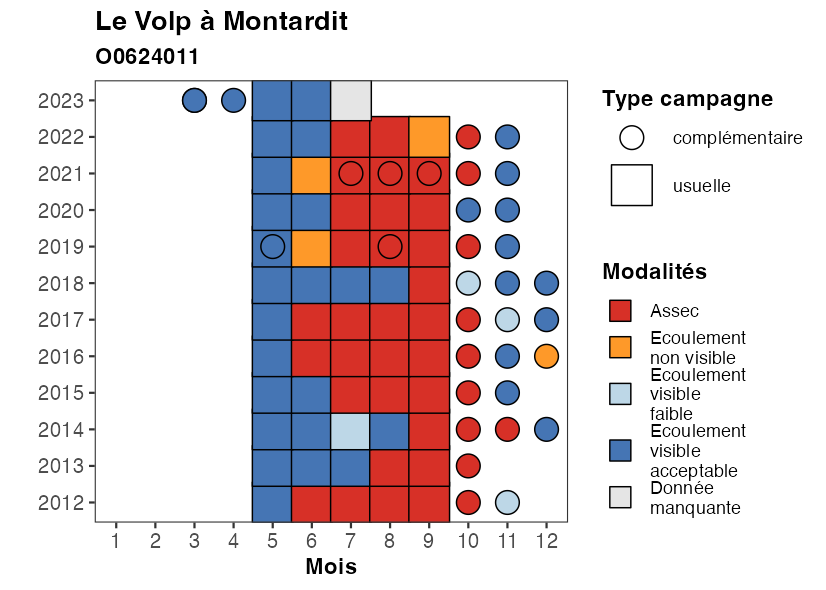 Le Volp à Montardit
O0624011
2023
2022
2021
2020
2019
2018
2017
2016
2015
2014
2013
2012
1 2 3 4 5 6 7 8 9 10 11 12
Mois
Type campagne
complémentaire
usuelle
Modalités
Assec
Ecoulement
non visible
Ecoulement
visible
faible
Ecoulement
visible
acceptable
Donnée
manquante